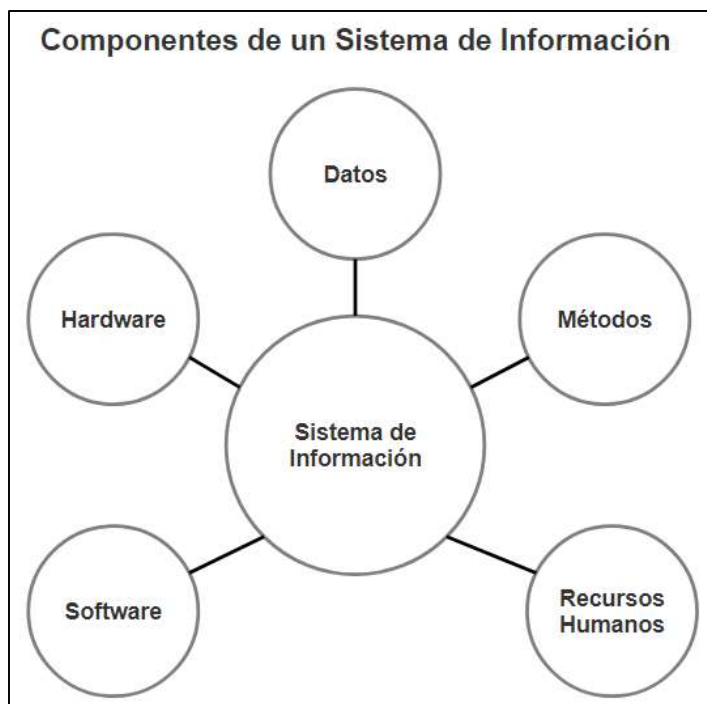 Componentes de un Sistema de Información
Datos
Hardware
Métodos
Sistema de
Información
Software
Recursos
Humanos